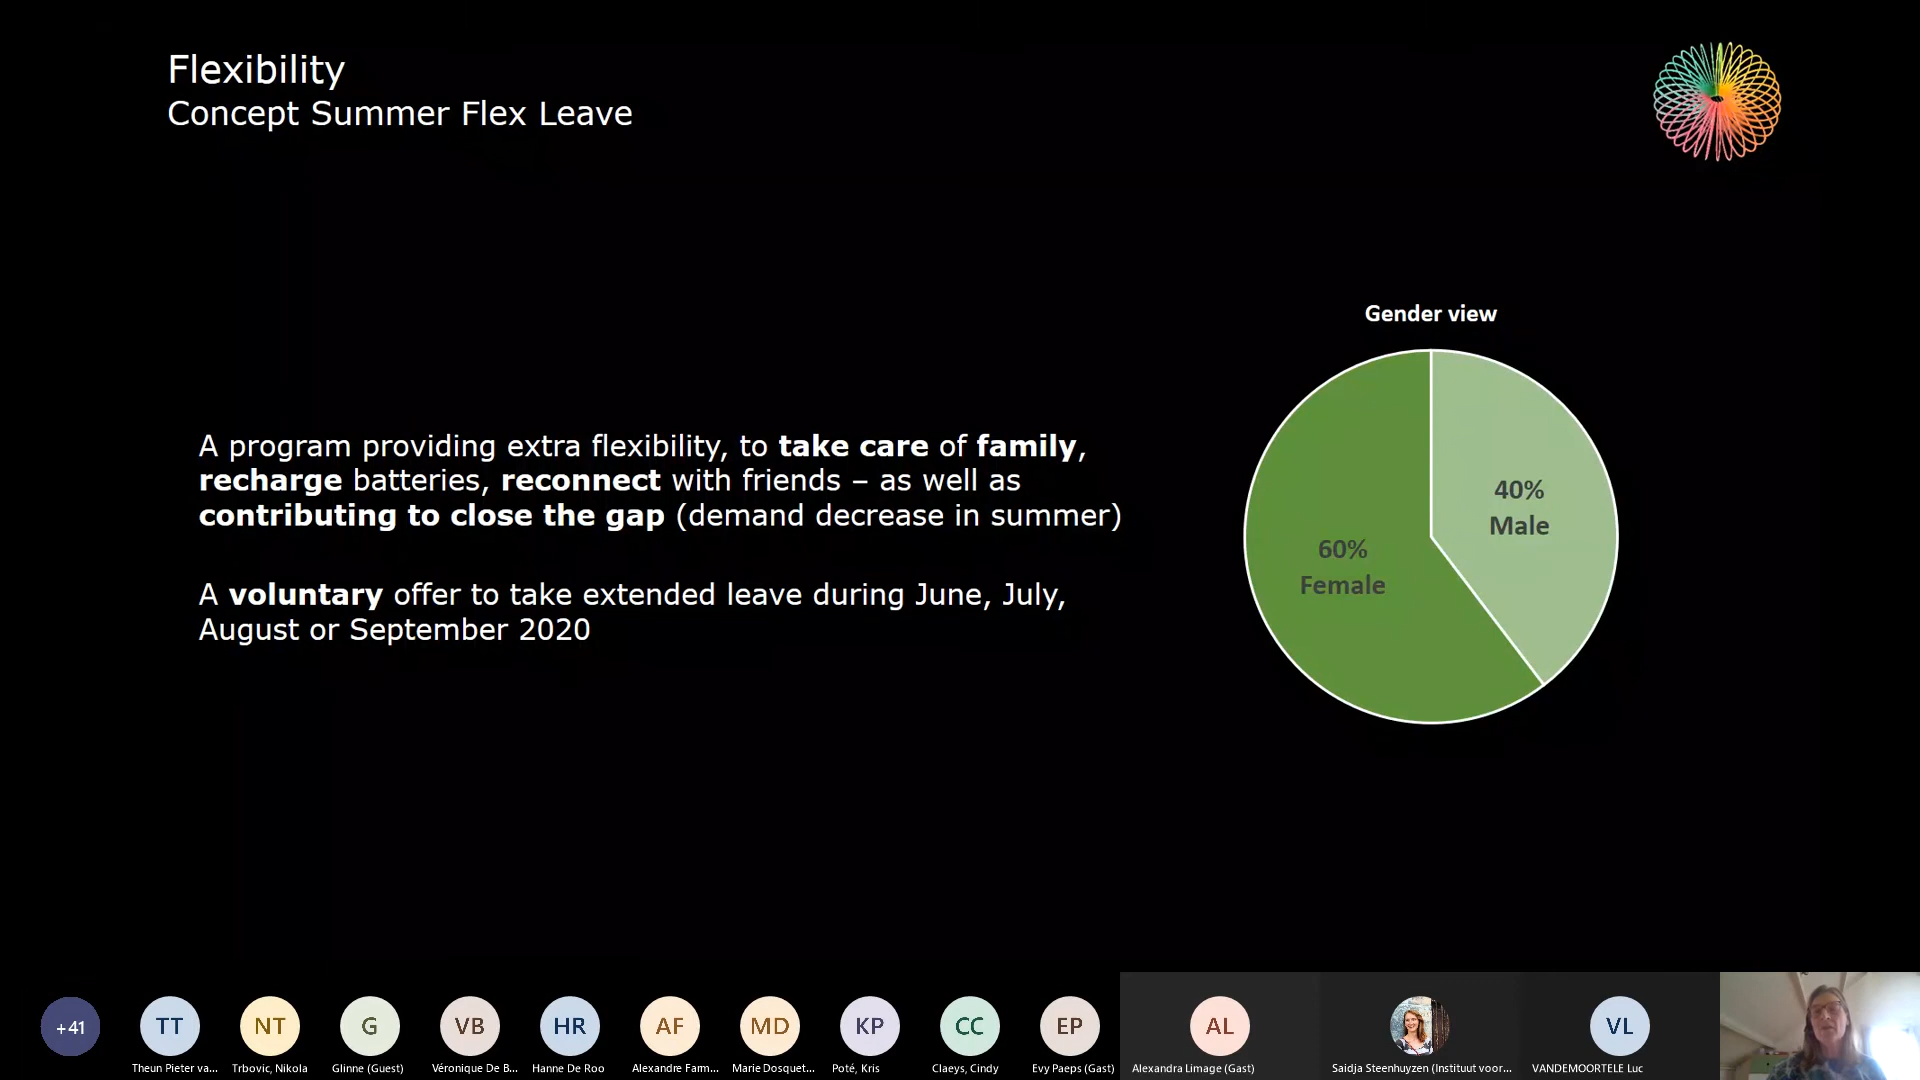 Flexibility
Concept Summer Flex Leave
Gender view
A program providing extra flexibility, to take care of family,
recharge batteries, reconnect with friends – as well as
contributing to close the gap (demand decrease in summer)
A voluntary offer to take extended leave during June, July,
August or September 2020
40%
Male
60%
Female
+41
TT
NT
G
VB
HR
AF
MD
KP
CC
EP
AL
VL
Theun Pieter va...
Trbovic, Nikola
Glinne (Guest)
Véronique De B...
Hanne De Roo
Alexandre Fam...
Marie Dosquet...
Poté, Kris
Claeys, Cindy
Evy Paeps (Gast)
Alexandra Limage (Gast)
Saidja Steenhuyzen (Instituut voor...
VANDEMOORTELE Luc